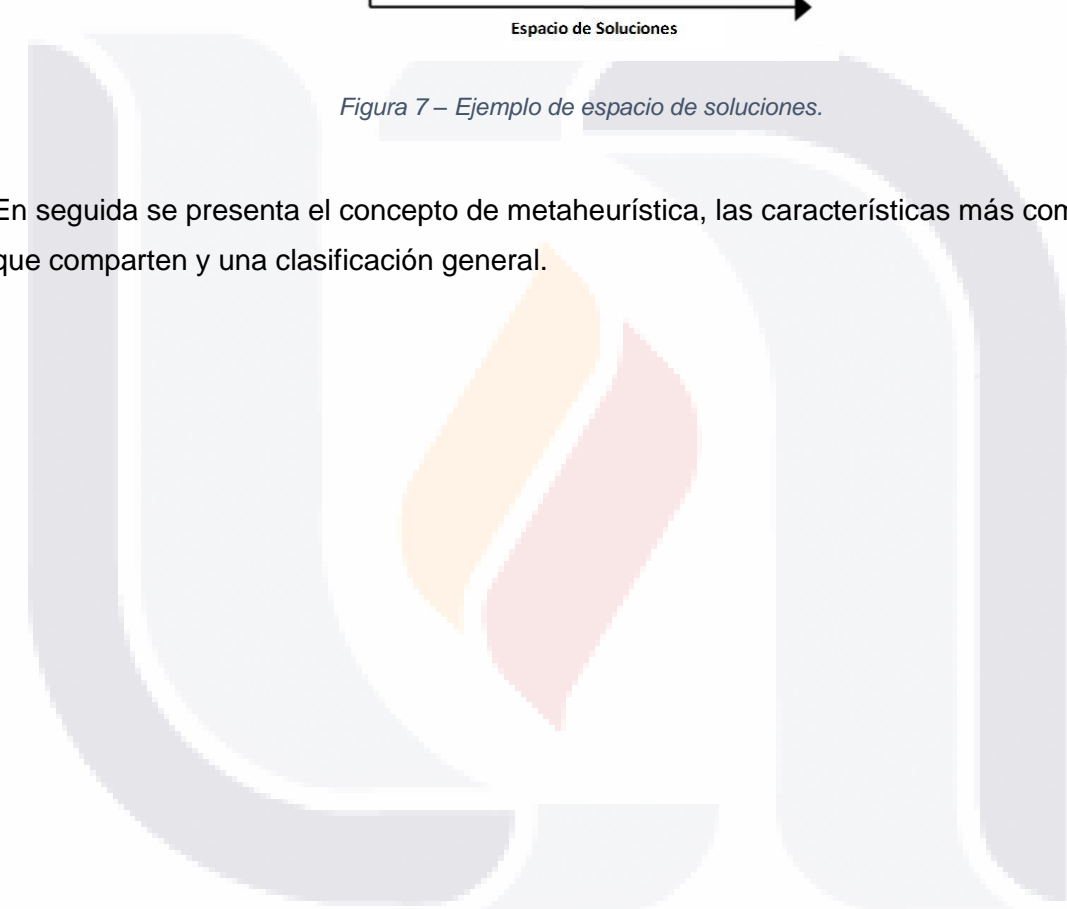 Espacio de Soluciones
Figura 7 – Ejemplo de espacio de soluciones.
En seguida se presenta el concepto de metaheurística, las características más
que comparten y una clasificación general.